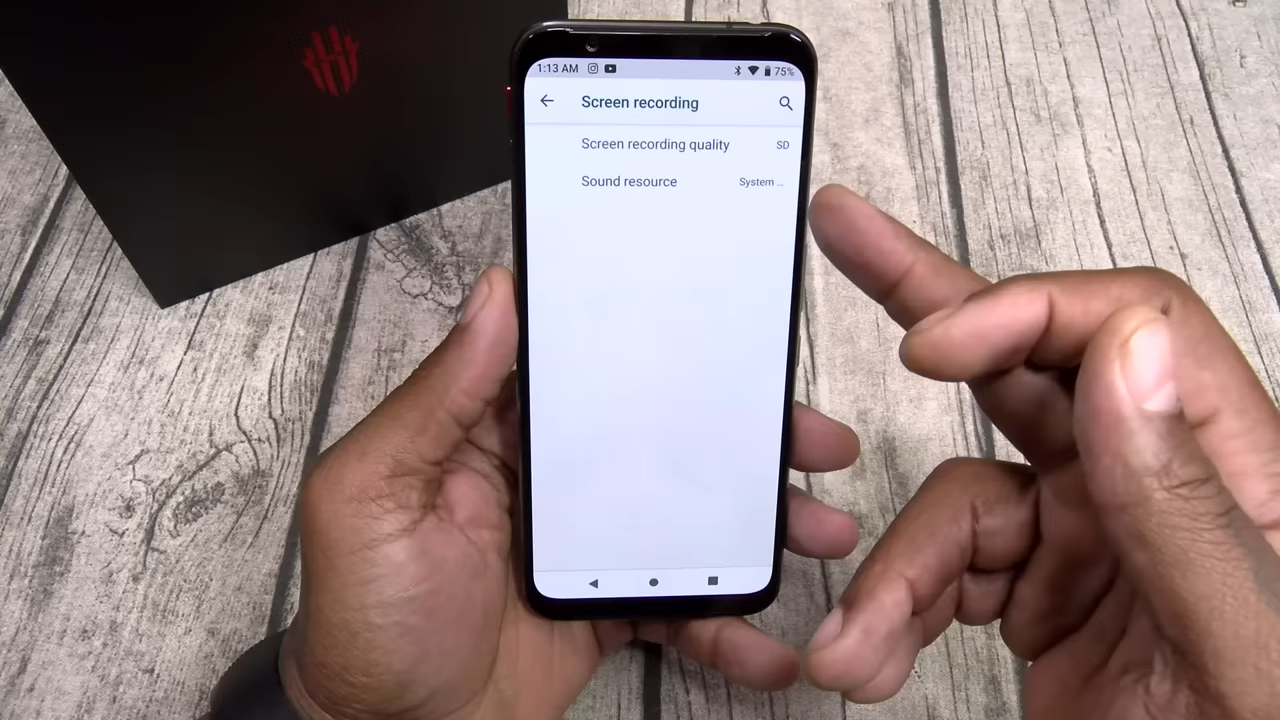 1:13 AM 75%
Screen recording
Screen recording quality SD
Sound resource System ...